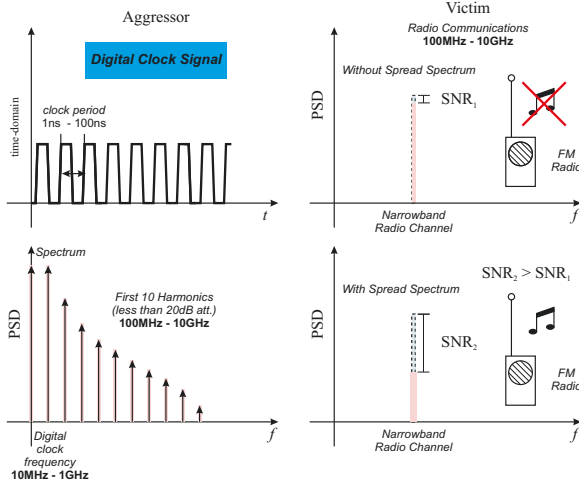 Aggressor
Digital Clock Signal
clock period
1ns - 100ns
time-domain
t
Spectrum
First 10 Harmonics
(less than 20dB att.)
100MHz - 10GHz
PSD
f
Digital
clock
frequency
10MHz - 1GHz
Victim
Radio Communications
100MHz - 10GHz
Without Spread Spectrum
PSD
SNR₁
FM
Radio
f
Narrowband
Radio Channel
SNR₂ > SNR₁
With Spread Spectrum
PSD
SNR₂
FM
Radio
f
Narrowband
Radio Channel